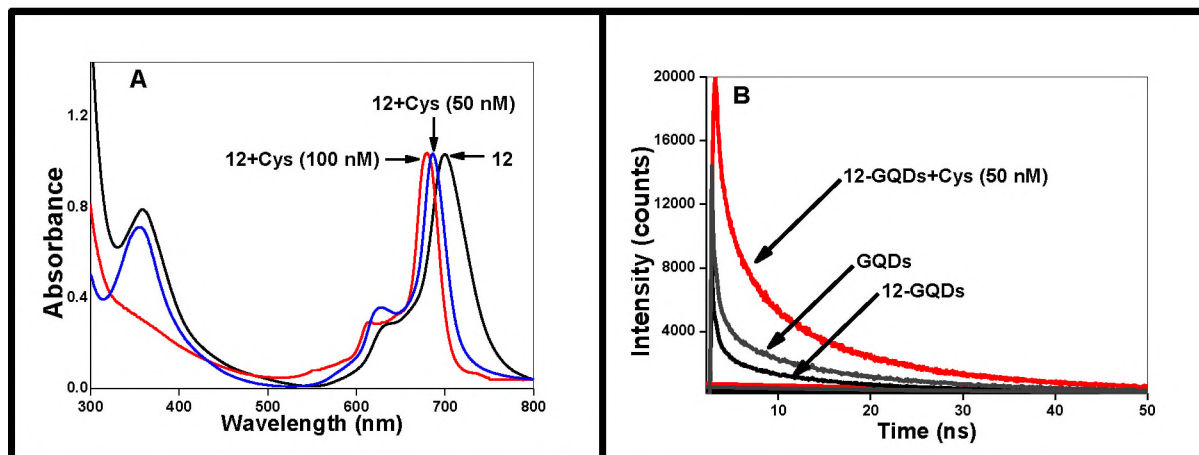 A
12+Cys (50 nM)
12+Cys (100 nM)
12
1.2
0.8
0.4
0.0
Absorbance
300
400
500
600
700
800
Wavelength (nm)
B
20000
16000
12000
8000
4000
Intensity (counts)
12-GQDs+Cys (50 nM)
GQDs
12-GQDs
10
20
30
40
50
Time (ns)